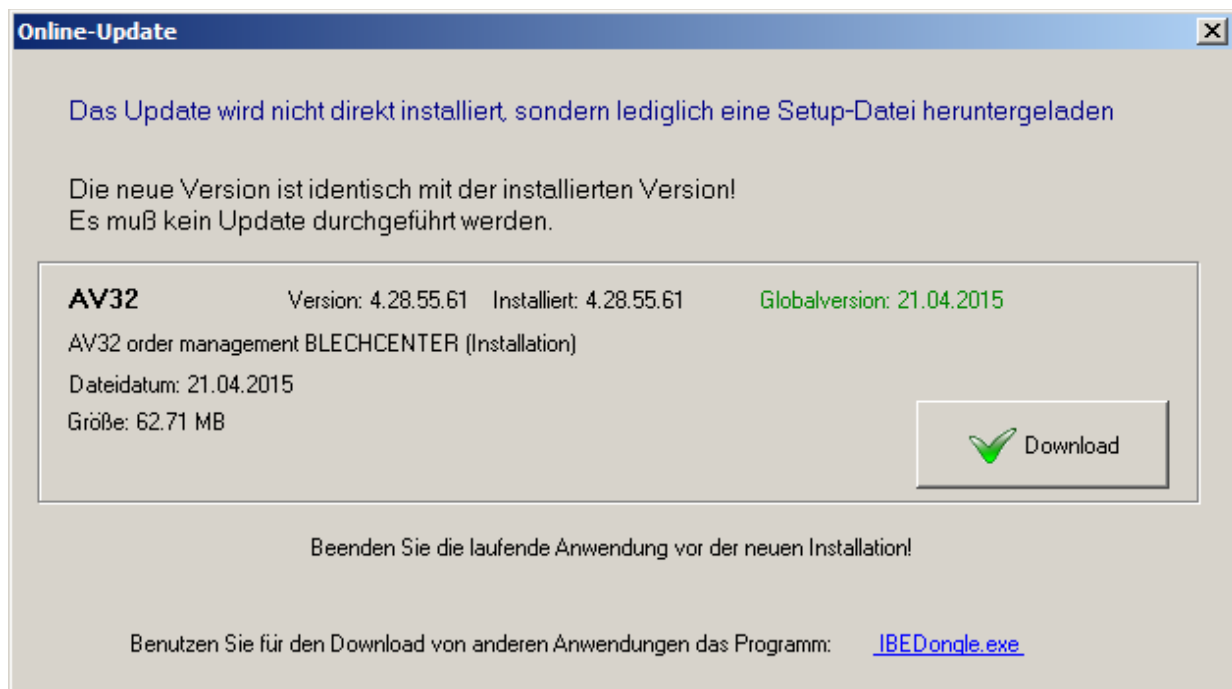 Online-Update
Das Update wird nicht direkt installiert, sondern lediglich eine Setup-Datei heruntergeladen
Die neue Version ist identisch mit der installierten Version!
Es muß kein Update durchgeführt werden.
AV32 Version: 4.28.55.61 Installiert: 4.28.55.61 Globalversion: 21.04.2015
AV32 order management BLECHCENTER (Installation)
Dateidatum: 21.04.2015
Größe: 62.71 MB
Download
Beenden Sie die laufende Anwendung vor der neuen Installation!
Benutzen Sie für den Download von anderen Anwendungen das Programm: IBEDongle.exe